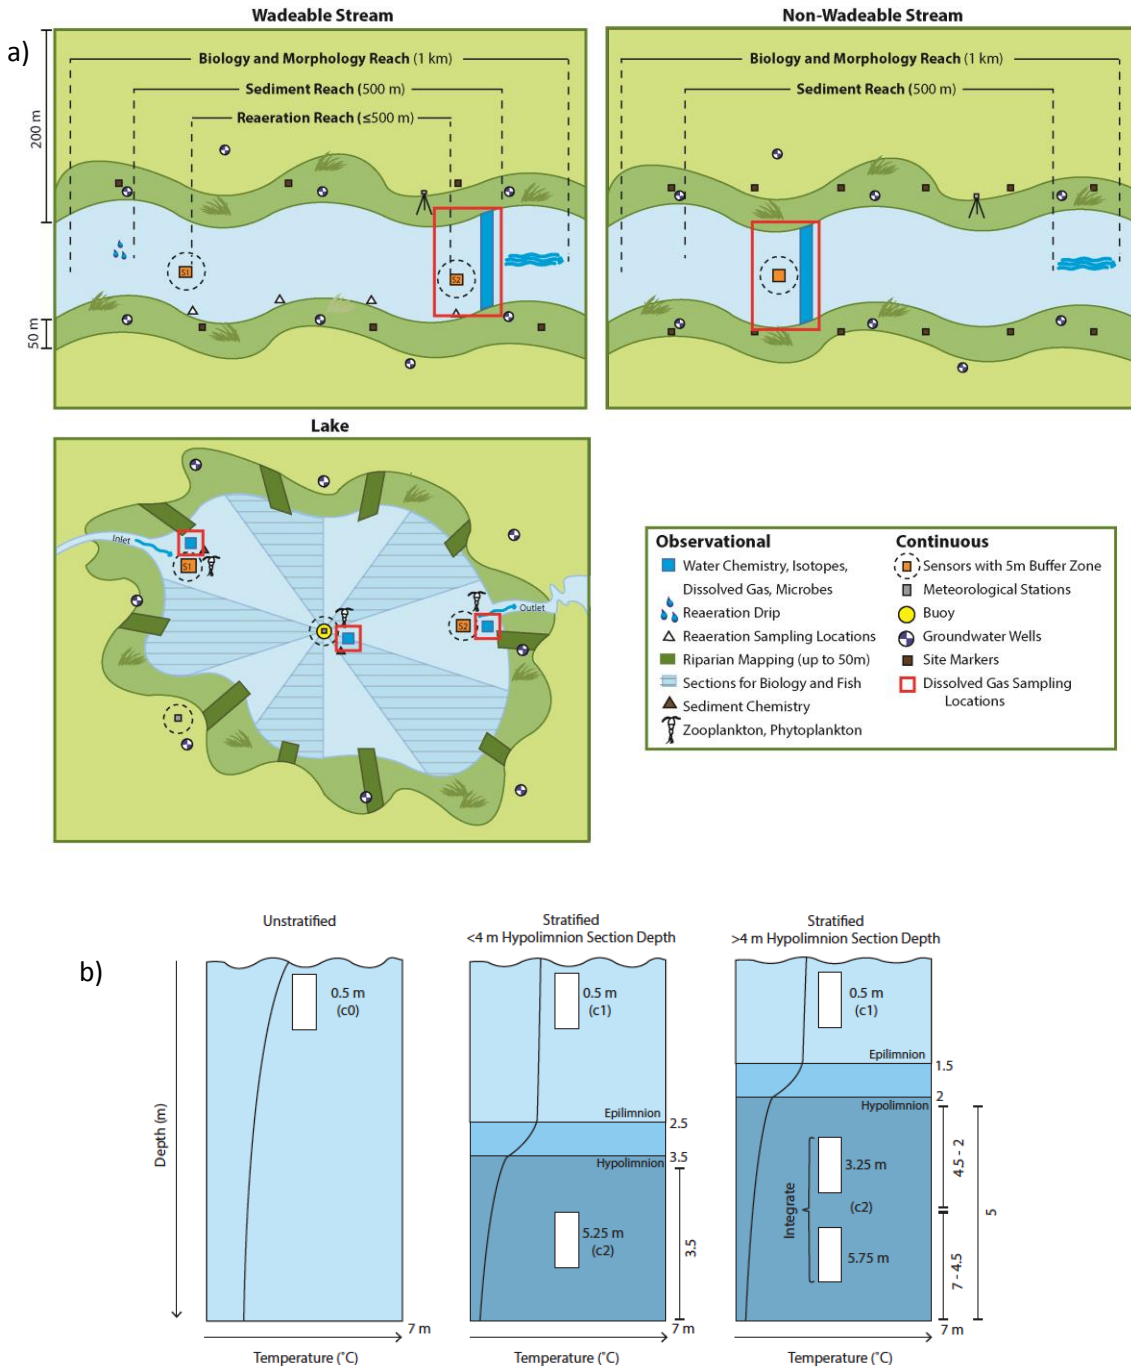 a)
Wadeable Stream
Biology and Morphology Reach (1 km)
Sediment Reach (500 m)
Reaeration Reach (≤500 m)
200 m
50 m
S1
S2
Non-Wadeable Stream
Biology and Morphology Reach (1 km)
Sediment Reach (500 m)
Lake
Inlet
S1
S2
Outlet
Observational
Water Chemistry, Isotopes,
Dissolved Gas, Microbes
Reaeration Drip
Reaeration Sampling Locations
Riparian Mapping (up to 50m)
Sections for Biology and Fish
Sediment Chemistry
Zooplankton, Phytoplankton
Continuous
Sensors with 5m Buffer Zone
Meteorological Stations
Buoy
Groundwater Wells
Site Markers
Dissolved Gas Sampling
Locations
b)
Unstratified
Depth (m)
0.5 m
(c0)
7 m
Temperature (°C)
Stratified
<4 m Hypolimnion Section Depth
0.5 m
(c1)
Epilimnion
2.5
3.5
Hypolimnion
5.25 m
(c2)
3.5
7 m
Temperature (°C)
Stratified
>4 m Hypolimnion Section Depth
0.5 m
(c1)
Epilimnion
1.5
2
Hypolimnion
Integrate
3.25 m
(c2)
5.75 m
4.5 - 2
7 - 4.5
5
7 m
Temperature (°C)